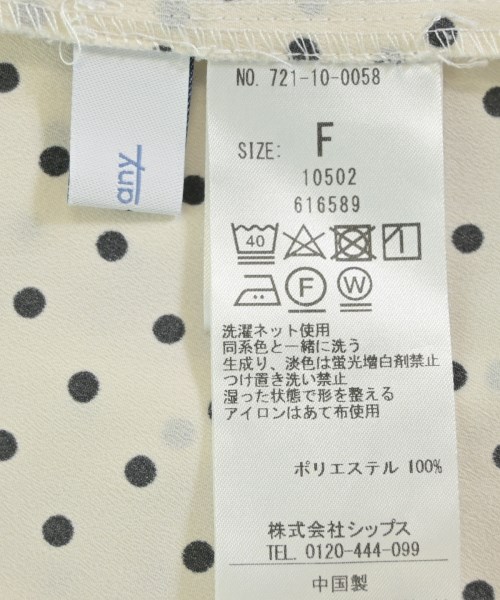 NO. 721-10-0058
SIZE: F
10502
616589
any
40
F
W
洗濯ネット使用
同系色と一緒に洗う
生成り、淡色は蛍光増白剤禁止
つけ置き洗い禁止
湿った状態で形を整える
アイロンはあて布使用
ポリエステル 100%
株式会社シップス
TEL. 0120-444-099
中国製